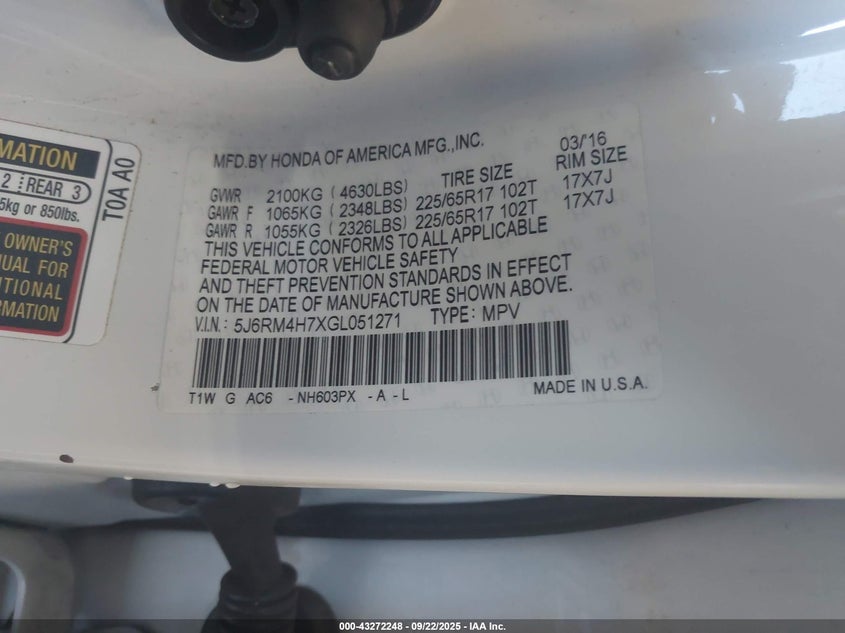 MATION
2 REAR 3
5kg or 850lbs.
OWNER'S
UAL FOR
ITIONAL
RMATION
T0A A0
MFD.BY HONDA OF AMERICA MFG.,INC. 03/'16
TIRE SIZE RIM SIZE
GVWR 2100KG ( 4630LBS)
GAWR F 1065KG ( 2348LBS) 225/65R17 102T 17X7J
GAWR R 1055KG ( 2326LBS) 225/65R17 102T 17X7J
THIS VEHICLE CONFORMS TO ALL APPLICABLE
FEDERAL MOTOR VEHICLE SAFETY
AND THEFT PREVENTION STANDARDS IN EFFECT
ON THE DATE OF MANUFACTURE SHOWN ABOVE.
V.I.N.: 5J6RM4H7XGL051271 TYPE: MPV
T1W G AC6 -NH603PX -A -L MADE IN U.S.A.
000-43272248 - 09/22/2025 - IAA Inc.